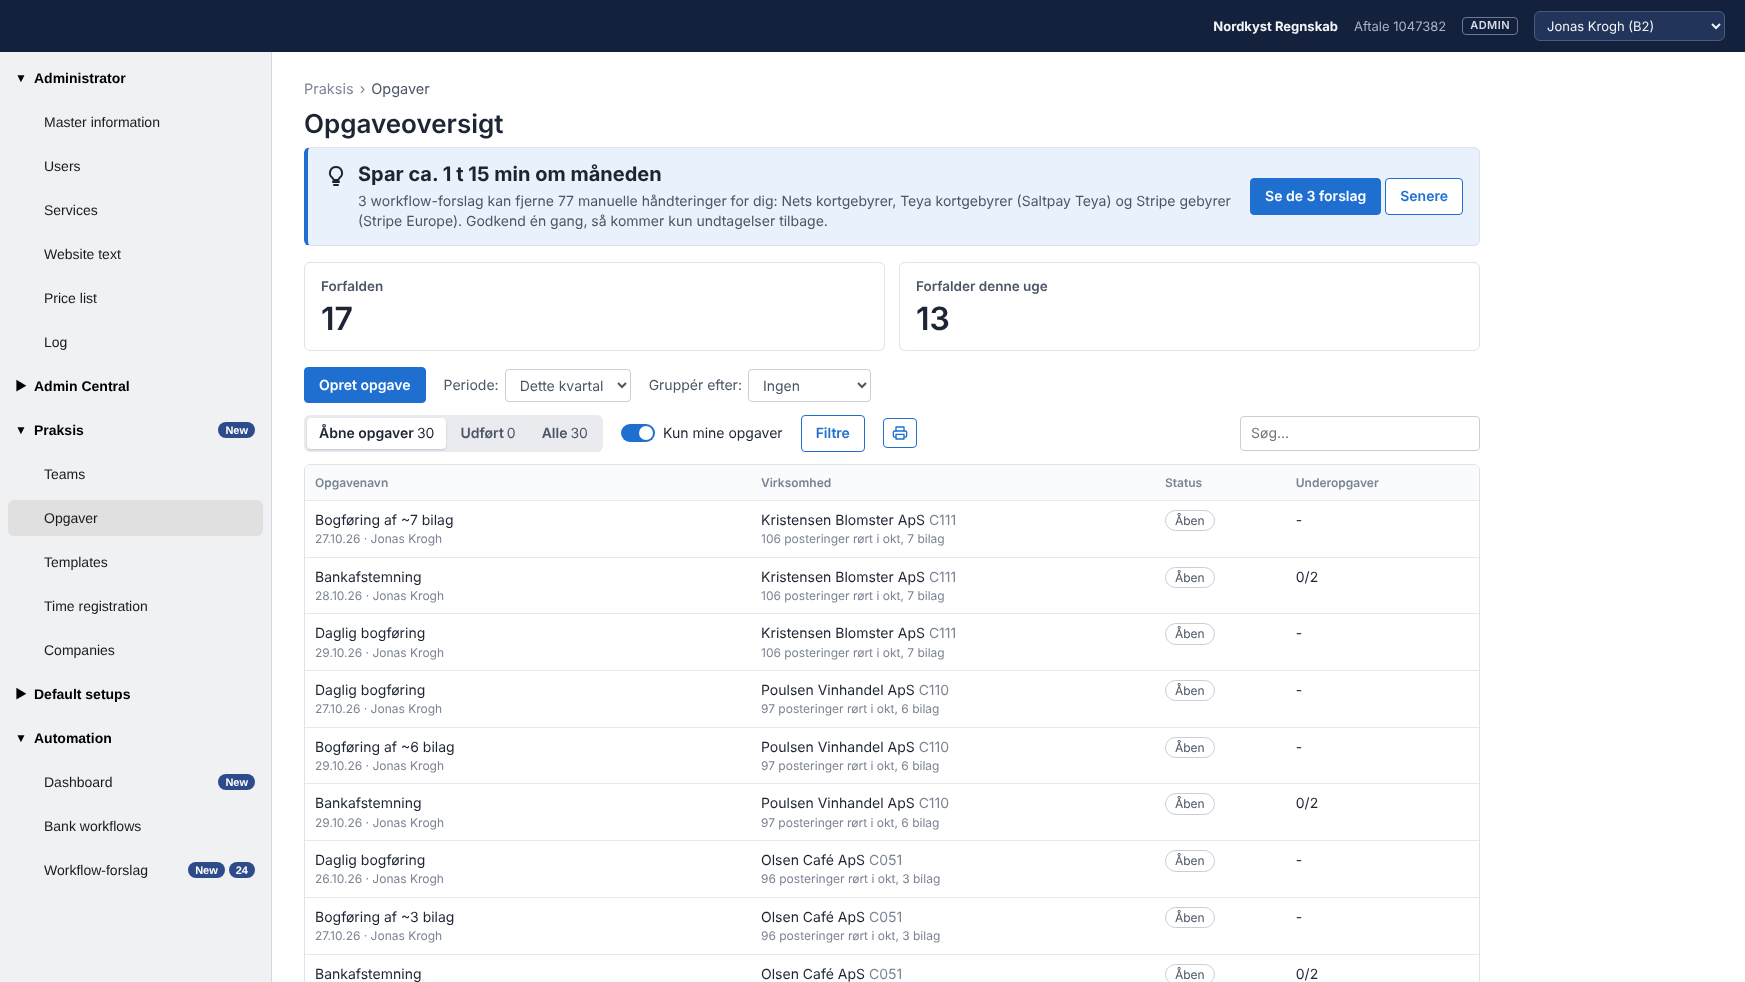 Nordkyst Regnskab Aftale 1047382 ADMIN Jonas Krogh (B2)
Administrator
Master information
Users
Services
Website text
Price list
Log
Admin Central
Praksis New
Teams
Opgaver
Templates
Time registration
Companies
Default setups
Automation
Dashboard New
Bank workflows
Workflow-forslag New 24
Praksis › Opgaver
Opgaveoversigt
Spar ca. 1 t 15 min om måneden
3 workflow-forslag kan fjerne 77 manuelle håndteringer for dig: Nets kortgebyrer, Teya kortgebyrer (Saltpay Teya) og Stripe gebyrer
(Stripe Europe). Godkend én gang, så kommer kun undtagelser tilbage.
Se de 3 forslag Senere
Forfalden
17
Forfalder denne uge
13
Opret opgave Periode: Dette kvartal Gruppér efter: Ingen
Åbne opgaver 30 Udført 0 Alle 30 Kun mine opgaver Filtre Søg...
Opgavenavn Virksomhed Status Underopgaver
Bogføring af ~7 bilag Kristensen Blomster ApS C111 Åben -
27.10.26 · Jonas Krogh 106 posteringer rørt i okt, 7 bilag
Bankafstemning Kristensen Blomster ApS C111 Åben 0/2
28.10.26 · Jonas Krogh 106 posteringer rørt i okt, 7 bilag
Daglig bogføring Kristensen Blomster ApS C111 Åben -
29.10.26 · Jonas Krogh 106 posteringer rørt i okt, 7 bilag
Daglig bogføring Poulsen Vinhandel ApS C110 Åben -
27.10.26 · Jonas Krogh 97 posteringer rørt i okt, 6 bilag
Bogføring af ~6 bilag Poulsen Vinhandel ApS C110 Åben -
29.10.26 · Jonas Krogh 97 posteringer rørt i okt, 6 bilag
Bankafstemning Poulsen Vinhandel ApS C110 Åben 0/2
29.10.26 · Jonas Krogh 97 posteringer rørt i okt, 6 bilag
Daglig bogføring Olsen Café ApS C051 Åben -
26.10.26 · Jonas Krogh 96 posteringer rørt i okt, 3 bilag
Bogføring af ~3 bilag Olsen Café ApS C051 Åben -
27.10.26 · Jonas Krogh 96 posteringer rørt i okt, 3 bilag
Bankafstemning Olsen Café ApS C051 Åben 0/2